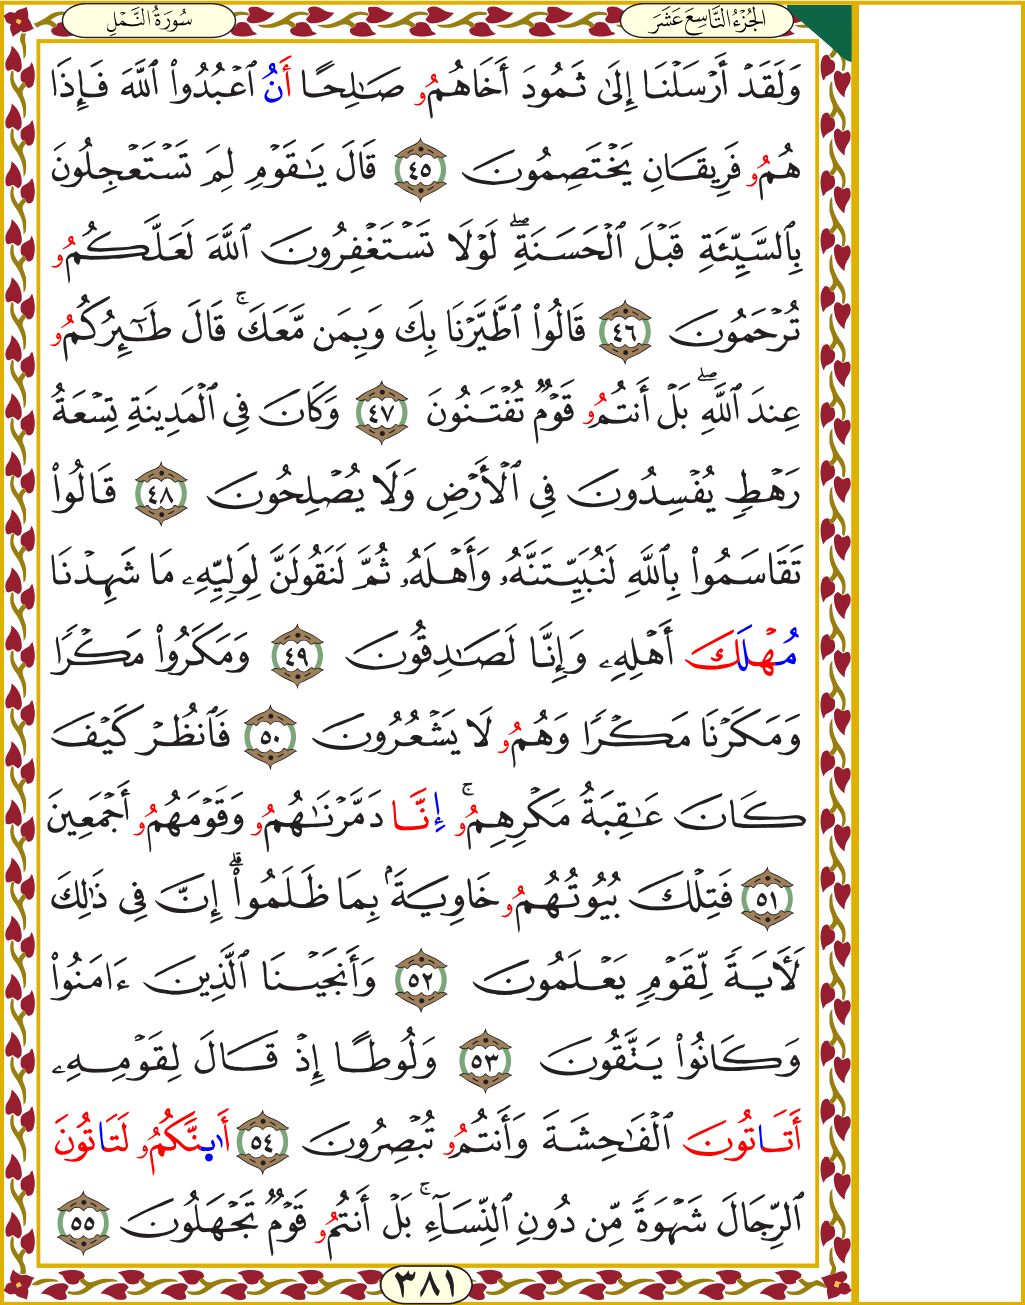 الجُزْءُ التَّاسِعَ عَشَرَ
سُورَةُ النَّمْلِ
وَلَقَدۡ أَرۡسَلۡنَا إِلَىٰ ثَمُودَ أَخَاهُمُۥ صَٰلِحًا أَنُ ٱعۡبُدُواْ ٱللَّهَ فَإِذَا
هُمُۥ فَرِيقَانِ يَخۡتَصِمُونَ ٤٥ قَالَ يَٰقَوۡمِ لِمَ تَسۡتَعۡجِلُونَ
بِٱلسَّيِّئَةِ قَبۡلَ ٱلۡحَسَنَةِۖ لَوۡلَا تَسۡتَغۡفِرُونَ ٱللَّهَ لَعَلَّكُمُۥ
تُرۡحَمُونَ ٤٦ قَالُواْ ٱطَّيَّرۡنَا بِكَ وَبِمَن مَّعَكَۚ قَالَ طَٰٓئِرُكُمُۥ
عِندَ ٱللَّهِۖ بَلۡ أَنتُمُۥ قَوۡمٞ تُفۡتَنُونَ ٤٧ وَكَانَ فِي ٱلۡمَدِينَةِ تِسۡعَةُ
رَهۡطٖ يُفۡسِدُونَ فِي ٱلۡأَرۡضِ وَلَا يُصۡلِحُونَ ٤٨ قَالُواْ
تَقَاسَمُواْ بِٱللَّهِ لَنُبَيِّتَنَّهُۥ وَأَهۡلَهُۥ ثُمَّ لَنَقُولَنَّ لِوَلِيِّهِۦ مَا شَهِدۡنَا
مُهۡلَكَ أَهۡلِهِۦ وَإِنَّا لَصَٰدِقُونَ ٤٩ وَمَكَرُواْ مَكۡرٗا
وَمَكَرۡنَا مَكۡرٗا وَهُمُۥ لَا يَشۡعُرُونَ ٥٠ فَٱنظُرۡ كَيۡفَ
كَانَ عَٰقِبَةُ مَكۡرِهِمُۥۚ إِنَّا دَمَّرۡنَٰهُمُۥ وَقَوۡمَهُمُۥ أَجۡمَعِينَ
٥١ فَتِلۡكَ بُيُوتُهُمُۥ خَاوِيَةَۢ بِمَا ظَلَمُوٓاْۗ إِنَّ فِي ذَٰلِكَ
لَأٓيَةٗ لِّقَوۡمٖ يَعۡلَمُونَ ٥٢ وَأَنجَيۡنَا ٱلَّذِينَ ءَامَنُواْ
وَكَانُواْ يَتَّقُونَ ٥٣ وَلُوطًا إِذۡ قَالَ لِقَوۡمِهِۦ
أَتَاتُونَ ٱلۡفَٰحِشَةَ وَأَنتُمُۥ تُبۡصِرُونَ ٥٤ أَاٜنَّكُمُۥ لَتَاتُونَ
ٱلرِّجَالَ شَهۡوَةٗ مِّن دُونِ ٱلنِّسَآءِۚ بَلۡ أَنتُمُۥ قَوۡمٞ تَجۡهَلُونَ ٥٥
٣٨١